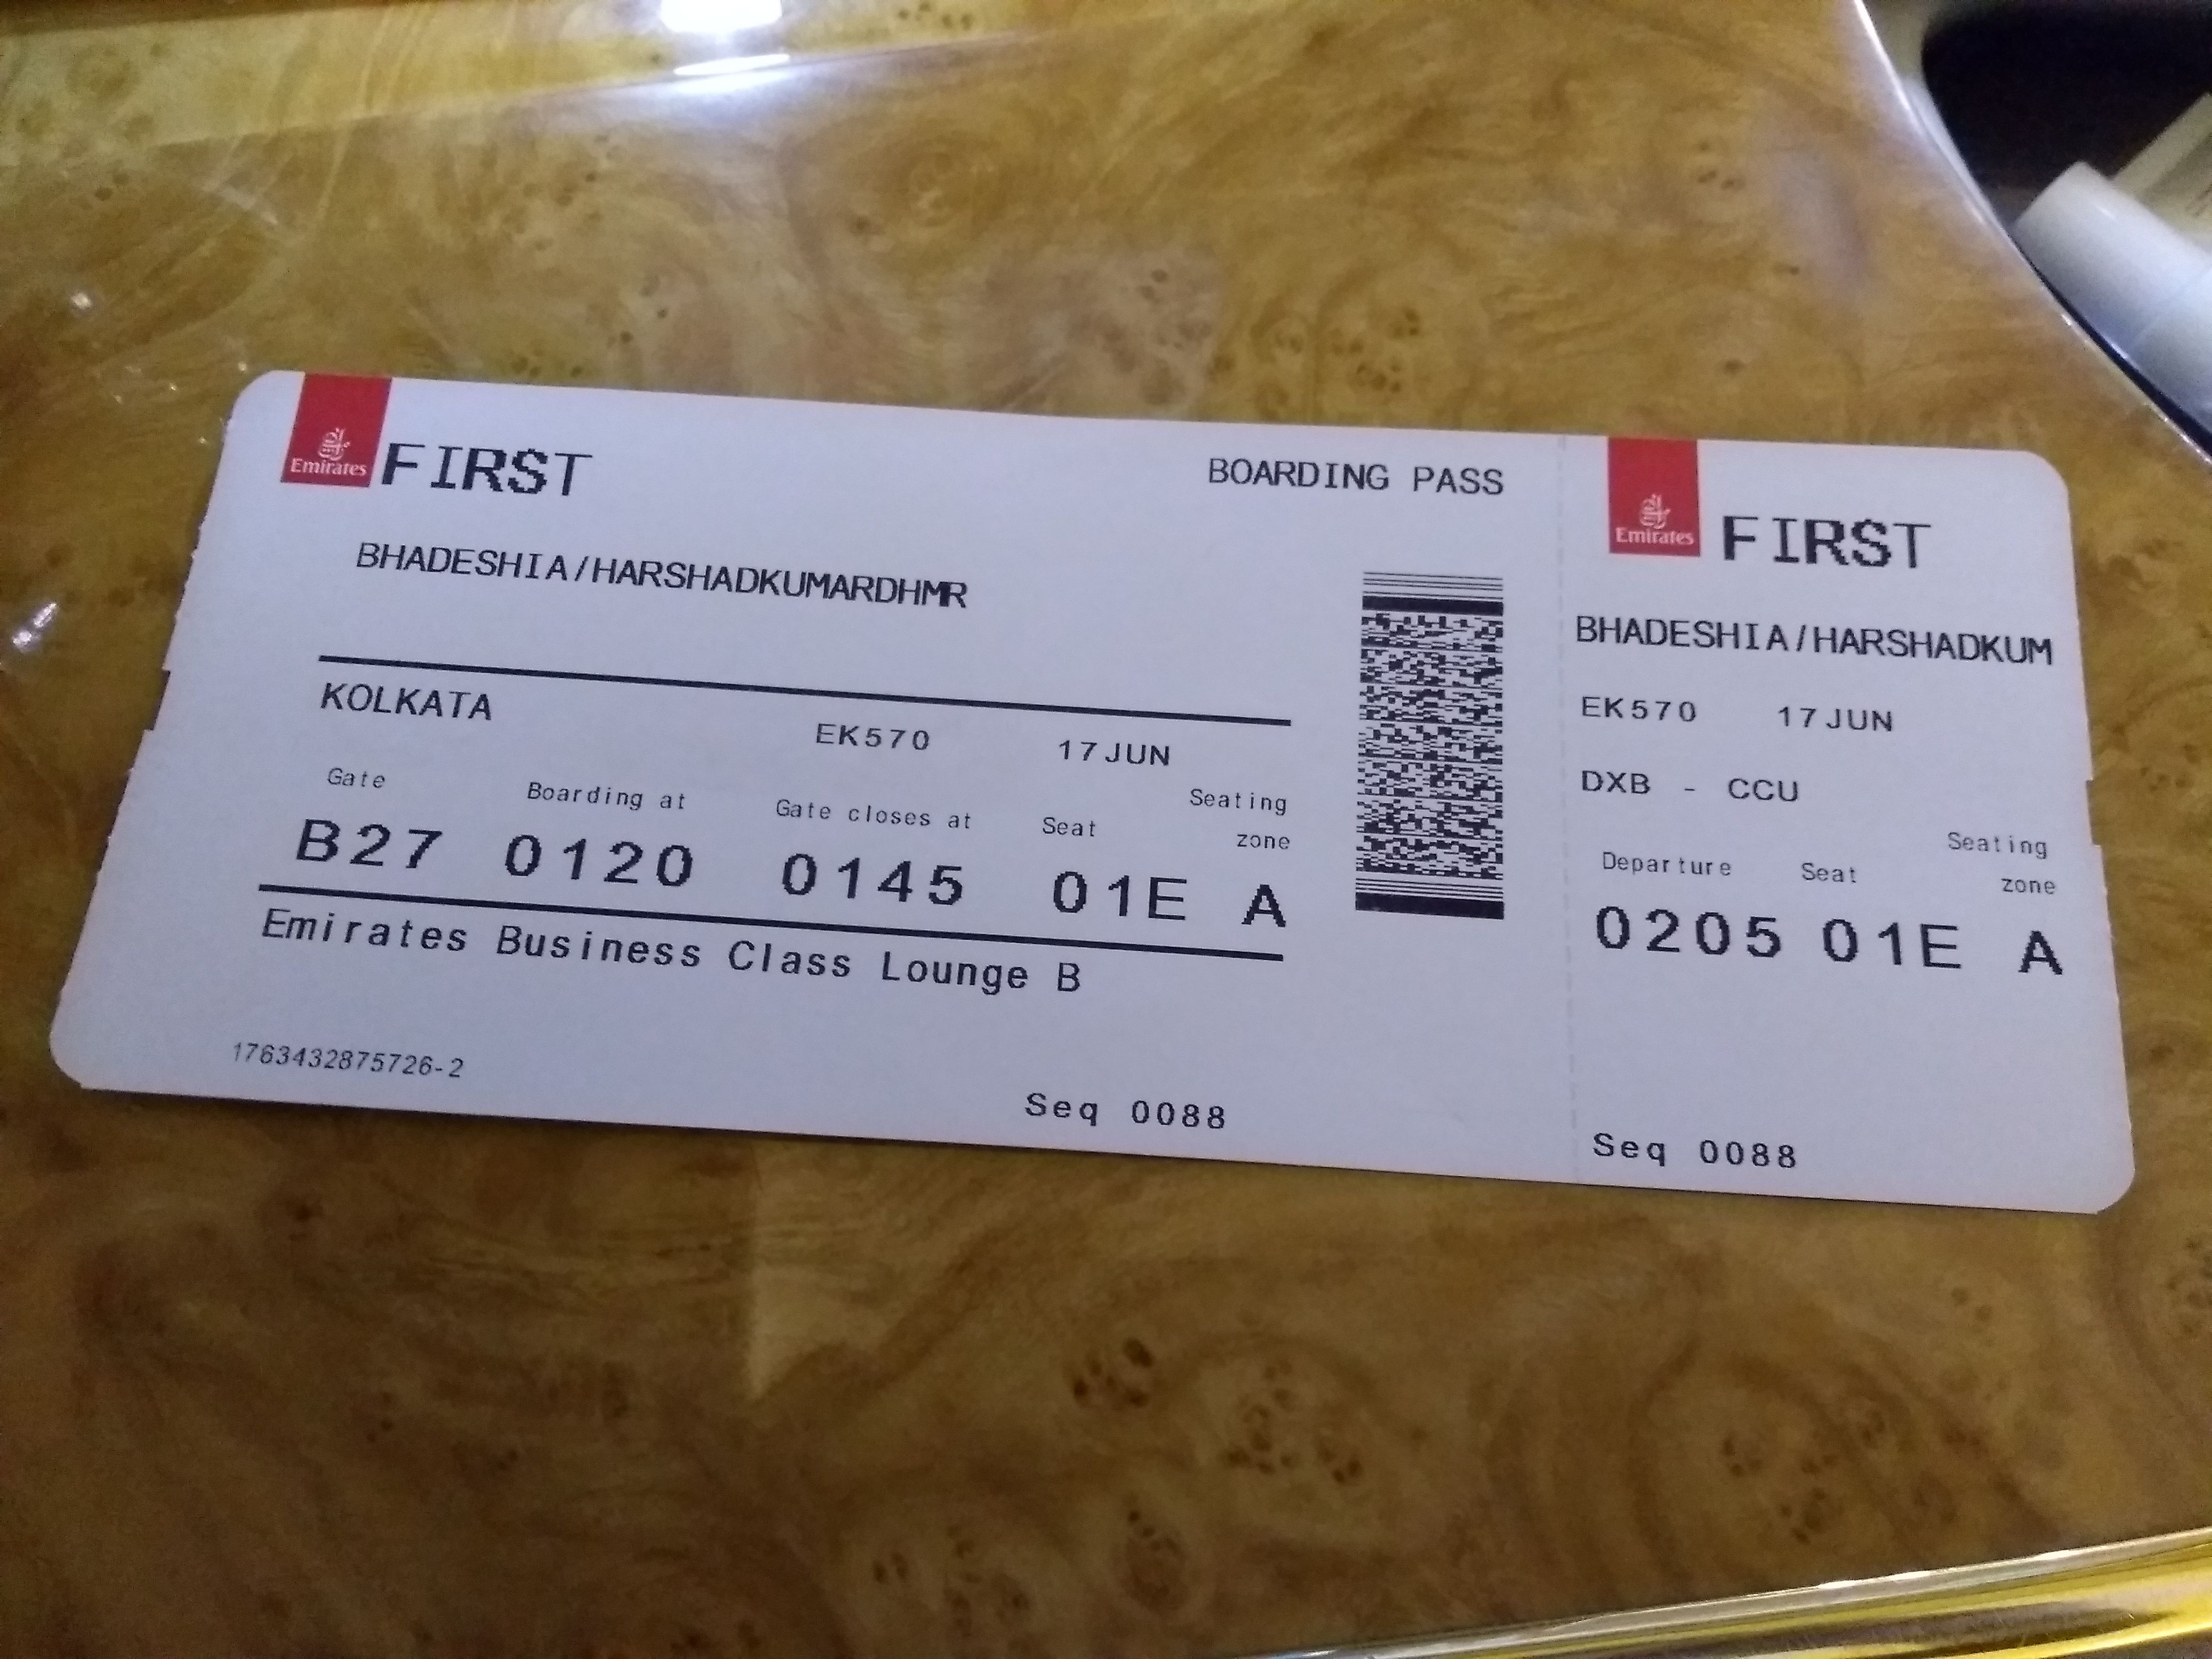 Emirates
FIRST
BOARDING PASS
BHADESHIA/HARSHADKUMARDHMR
KOLKATA EK570 17JUN
Gate Boarding at Gate closes at Seat Seating zone
B27 0120 0145 01E A
Emirates Business Class Lounge B
1763432875726-2
Seq 0088
Emirates
FIRST
BHADESHIA/HARSHADKUM
EK570 17JUN
DXB - CCU
Departure Seat Seating zone
0205 01E A
Seq 0088